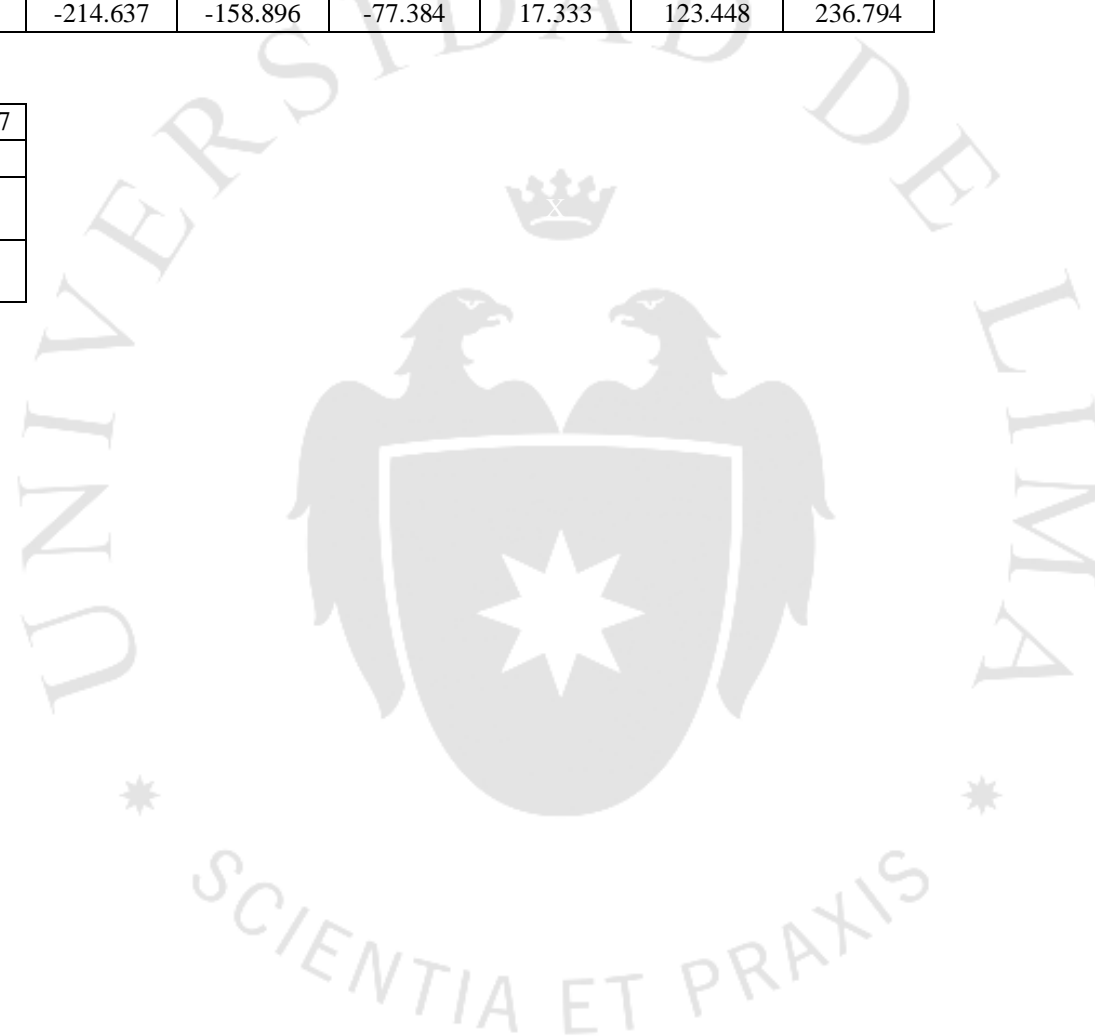 -214.637 -158.896 -77.384 17.333 123.448 236.794
7
X
UNIVERSIDAD DE LIMA
SCIENTIA ET PRAXIS